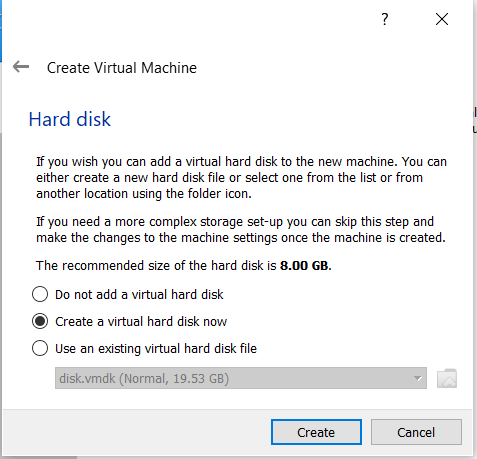 ?
Create Virtual Machine
Hard disk
If you wish you can add a virtual hard disk to the new machine. You can
either create a new hard disk file or select one from the list or from
another location using the folder icon.
If you need a more complex storage set-up you can skip this step and
make the changes to the machine settings once the machine is created.
The recommended size of the hard disk is 8.00 GB.
Do not add a virtual hard disk
Create a virtual hard disk now
Use an existing virtual hard disk file
disk.vmdk (Normal, 19.53 GB)
Create
Cancel